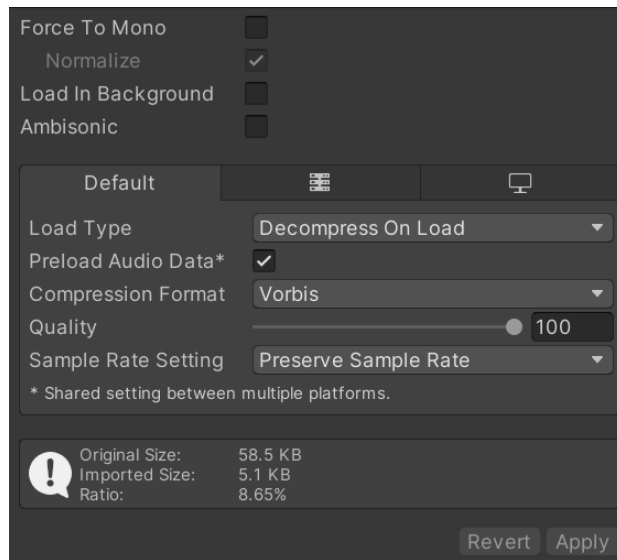 Force To Mono
Normalize
Load In Background
Ambisonic
Default
Load Type Decompress On Load
Preload Audio Data*
Compression Format Vorbis
Quality 100
Sample Rate Setting Preserve Sample Rate
* Shared setting between multiple platforms.
Original Size: 58.5 KB
Imported Size: 5.1 KB
Ratio: 8.65%
Revert Apply